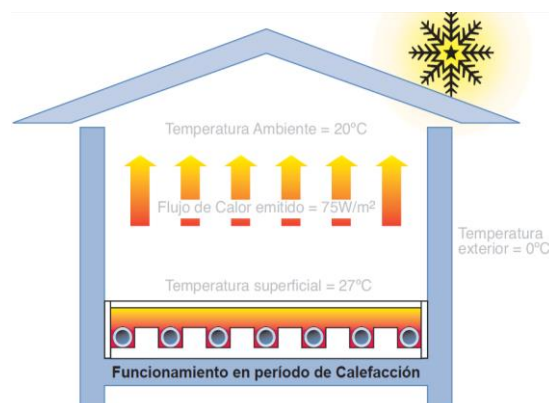 Temperatura Ambiente = 20ºC
Flujo de Calor emitido = 75W/m²
Temperatura
exterior = 0ºC
Temperatura superficial = 27ºC
Funcionamiento en período de Calefacción